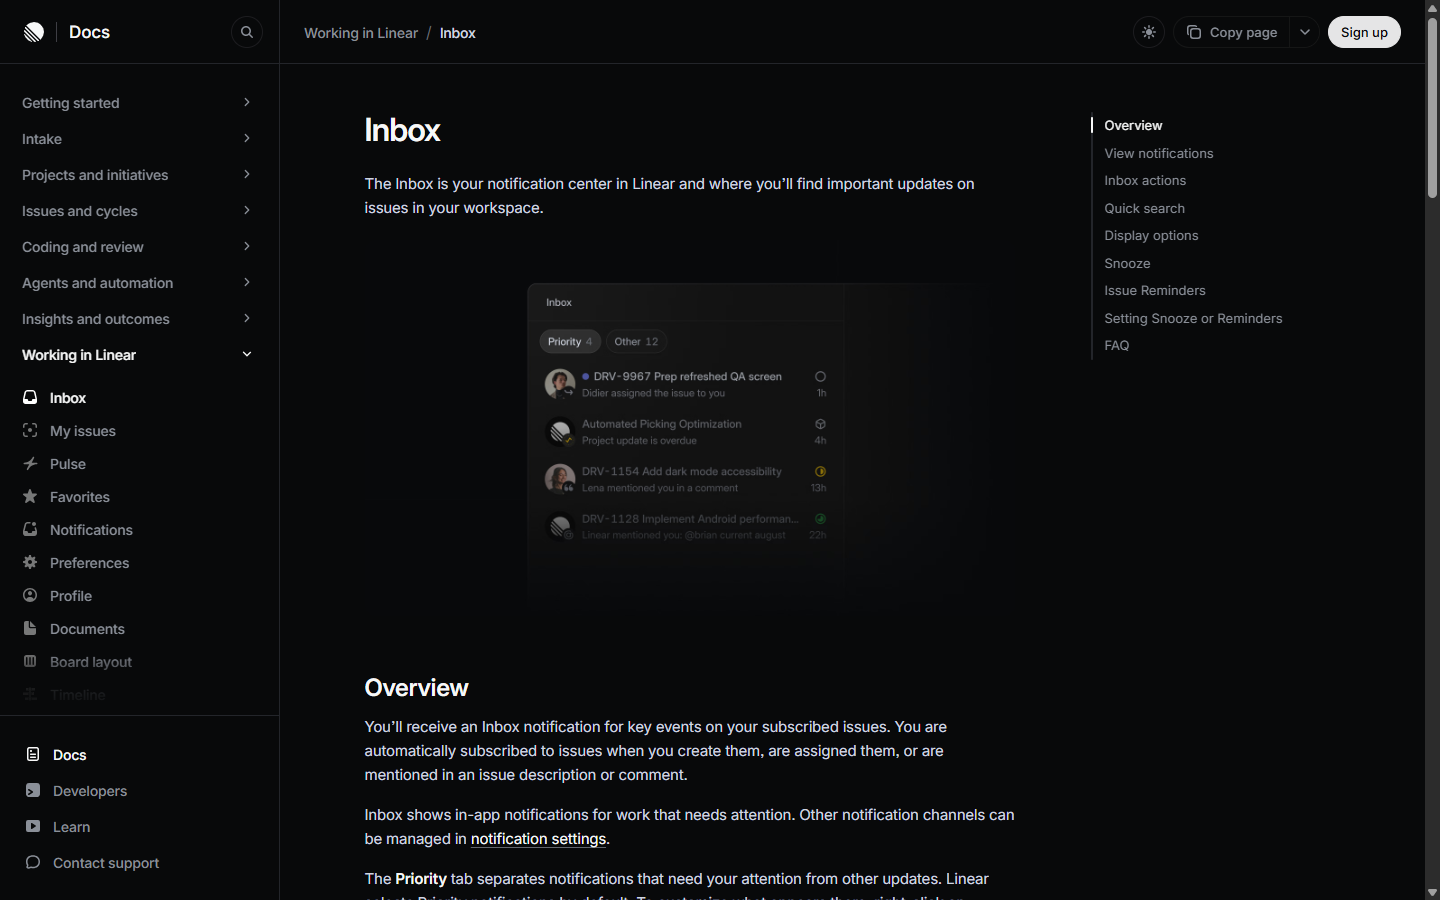 Docs
Working in Linear / Inbox
Copy page
Sign up
Getting started
Intake
Projects and initiatives
Issues and cycles
Coding and review
Agents and automation
Insights and outcomes
Working in Linear
Inbox
My issues
Pulse
Favorites
Notifications
Preferences
Profile
Documents
Board layout
Timeline
Docs
Developers
Learn
Contact support
Inbox
The Inbox is your notification center in Linear and where you’ll find important updates on
issues in your workspace.
Inbox
Priority 4
Other 12
DRV-9967 Prep refreshed QA screen
Didier assigned the issue to you 1h
Automated Picking Optimization
Project update is overdue 4h
DRV-1154 Add dark mode accessibility
Lena mentioned you in a comment 13h
DRV-1128 Implement Android performan...
Linear mentioned you: @brian current august 22h
Overview
You’ll receive an Inbox notification for key events on your subscribed issues. You are
automatically subscribed to issues when you create them, are assigned them, or are
mentioned in an issue description or comment.
Inbox shows in-app notifications for work that needs attention. Other notification channels can
be managed in notification settings.
The Priority tab separates notifications that need your attention from other updates. Linear
Overview
View notifications
Inbox actions
Quick search
Display options
Snooze
Issue Reminders
Setting Snooze or Reminders
FAQ